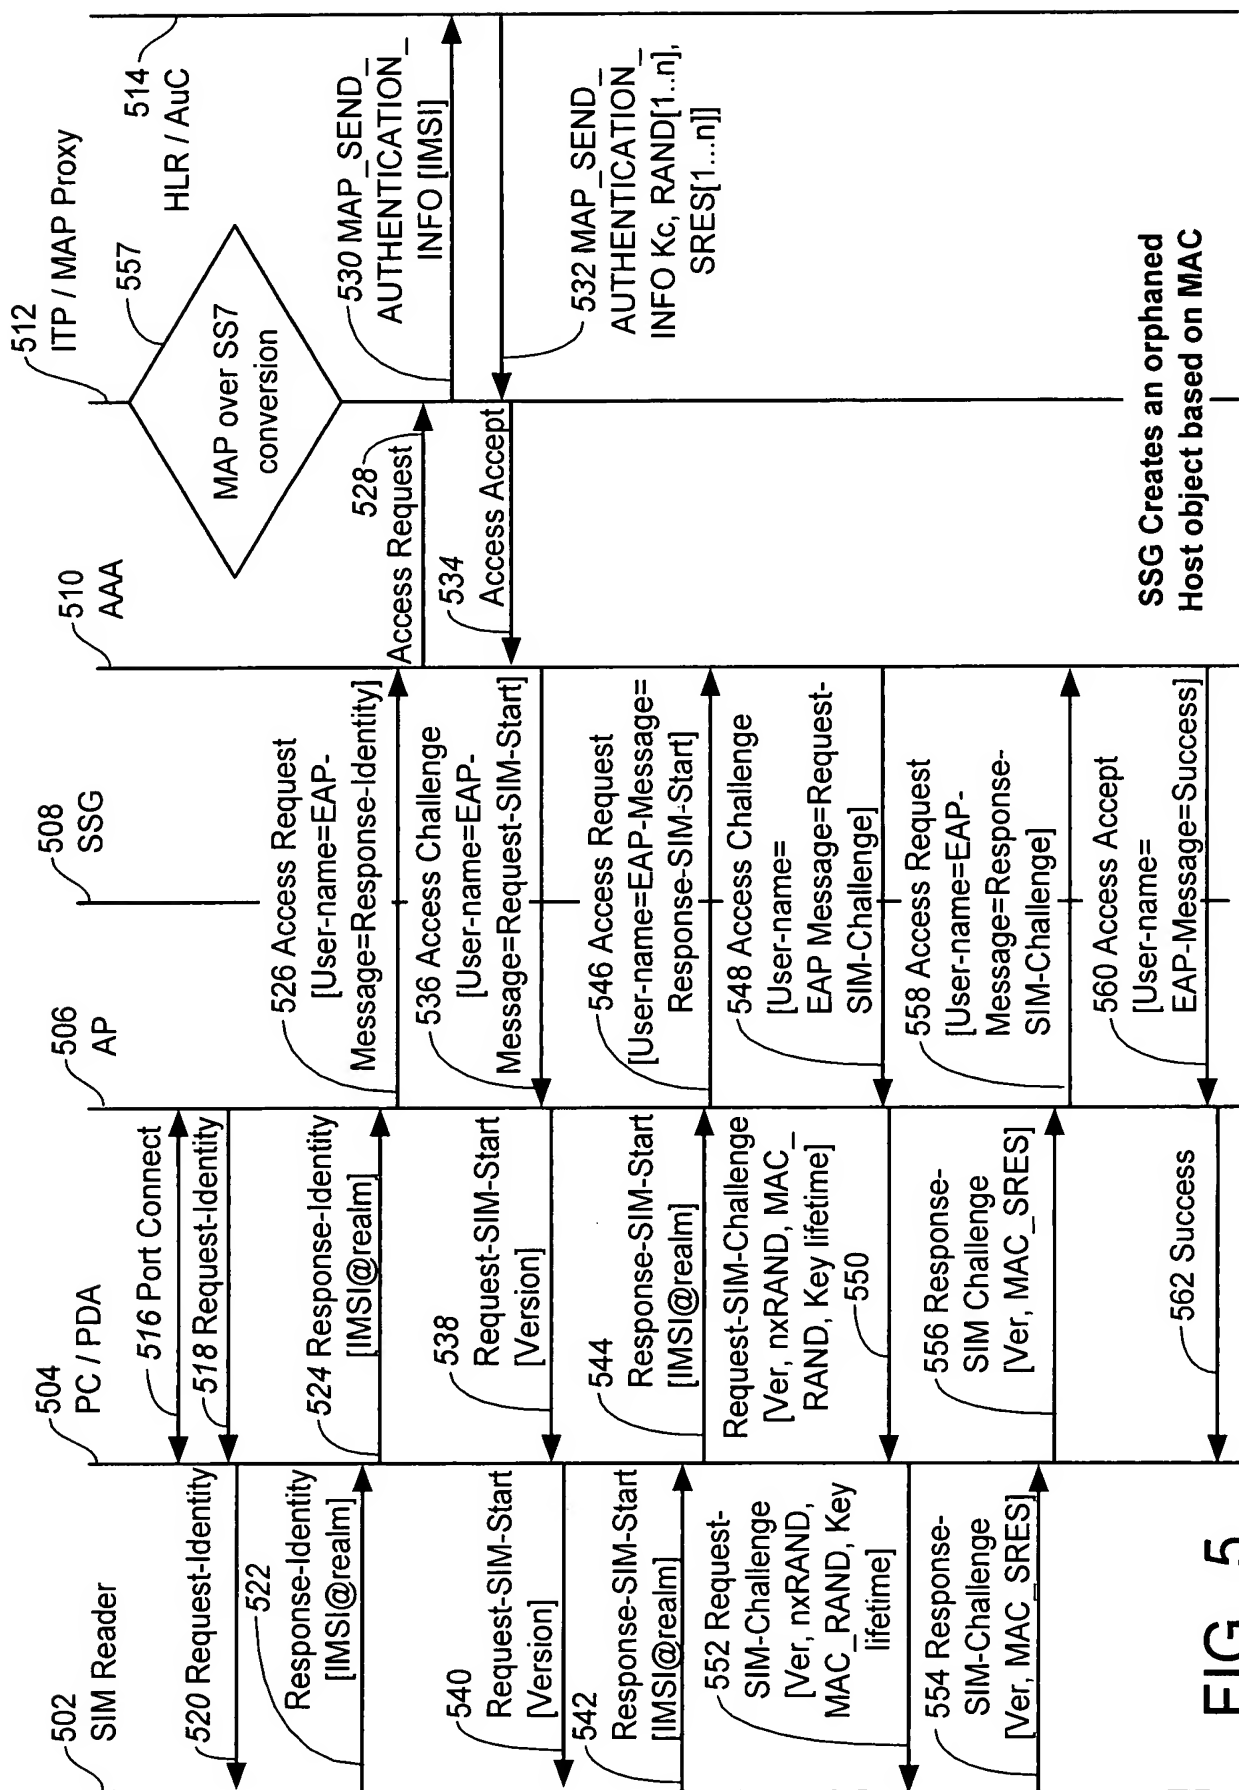 502
SIM Reader
504
PC / PDA
506
AP
508
SSG
510
AAA
512
ITP / MAP Proxy
514
HLR / AuC
557
MAP over SS7
conversion
516 Port Connect
518 Request-Identity
520 Request-Identity
522
Response-Identity
[IMSI@realm]
524 Response-Identity
[IMSI@realm]
526 Access Request
[User-name=EAP-
Message=Response-Identity]
528
Access Request
530 MAP_SEND_
AUTHENTICATION_
INFO [IMSI]
532 MAP_SEND_
AUTHENTICATION_
INFO Kc, RAND[1..n],
SRES[1...n]]
534
Access Accept
536 Access Challenge
[User-name=EAP-
Message=Request-SIM-Start]
538
Request-SIM-Start
[Version]
540
Request-SIM-Start
[Version]
542
Response-SIM-Start
[IMSI@realm]
544
Response-SIM-Start
[IMSI@realm]
546 Access Request
[User-name=EAP-Message=
Response-SIM-Start]
548 Access Challenge
[User-name=
EAP Message=Request-
SIM-Challenge]
Request-SIM-Challenge
[Ver, nxRAND, MAC_
RAND, Key lifetime]
550
552 Request-
SIM-Challenge
[Ver, nxRAND,
MAC_RAND, Key
lifetime]
554 Response-
SIM-Challenge
[Ver, MAC_SRES]
556 Response-
SIM Challenge
[Ver, MAC_SRES]
558 Access Request
[User-name=EAP-
Message=Response-
SIM-Challenge]
560 Access Accept
[User-name=
EAP-Message=Success]
562 Success
SSG Creates an orphaned
Host object based on MAC
FIG. 5